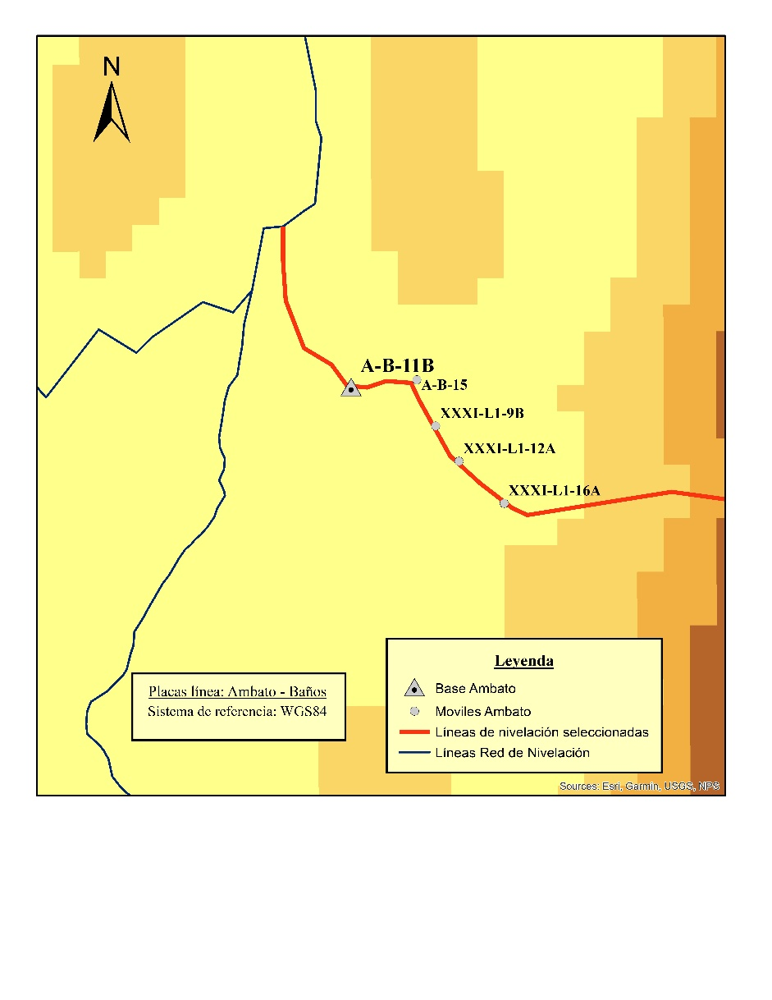 N
A-B-11B
A-B-15
XXXI-L1-9B
XXXI-L1-12A
XXXI-L1-16A
Leyenda
Base Ambato
Moviles Ambato
Líneas de nivelación seleccionadas
Líneas Red de Nivelación
Placas línea: Ambato - Baños
Sistema de referencia: WGS84
Sources: Esri, Garmin, USGS, NPS